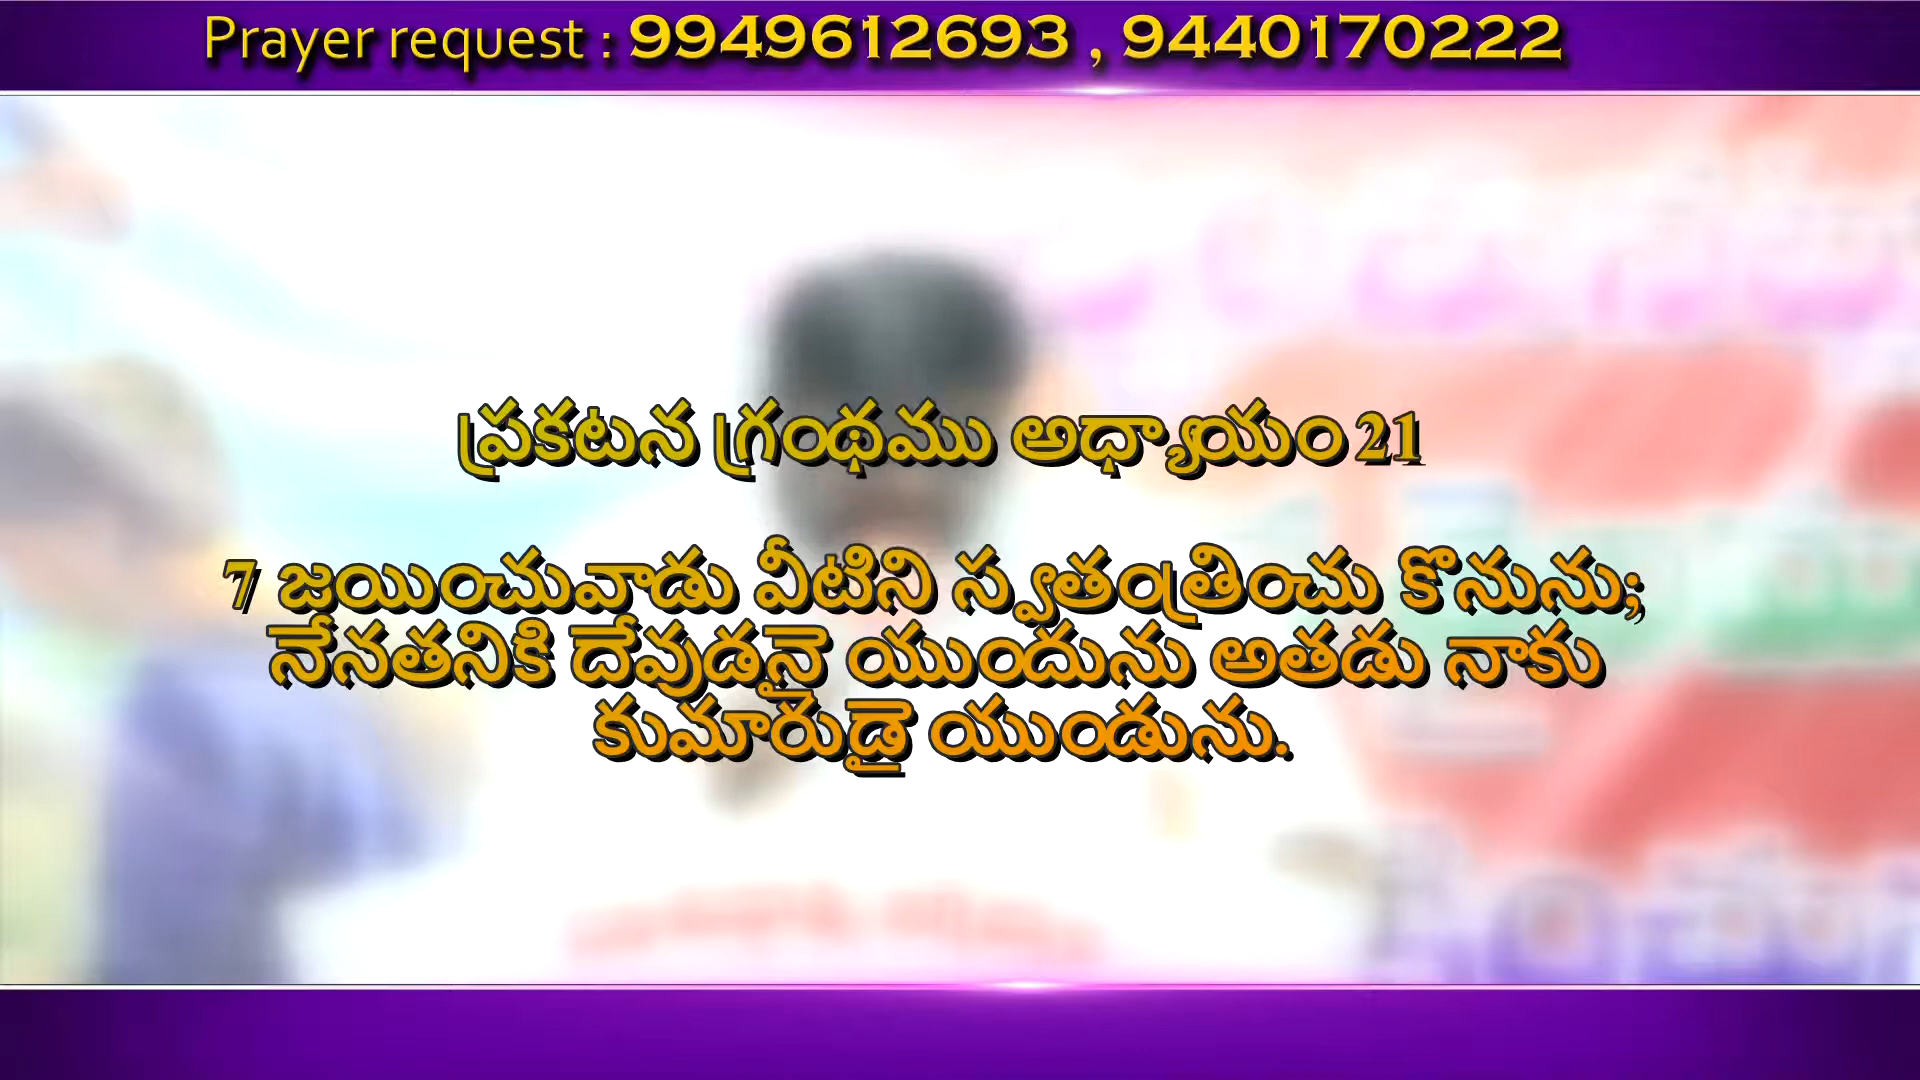 Prayer request : 9949612693 , 9440170222
ప్రకటన గ్రంథము అధ్యాయం 21
7 జయించువాడు వీటిని స్వతంత్రించు కొనును;
నేనతనికి దేవుడనై యుందును అతడు నాకు
కుమారుడై యుండును.